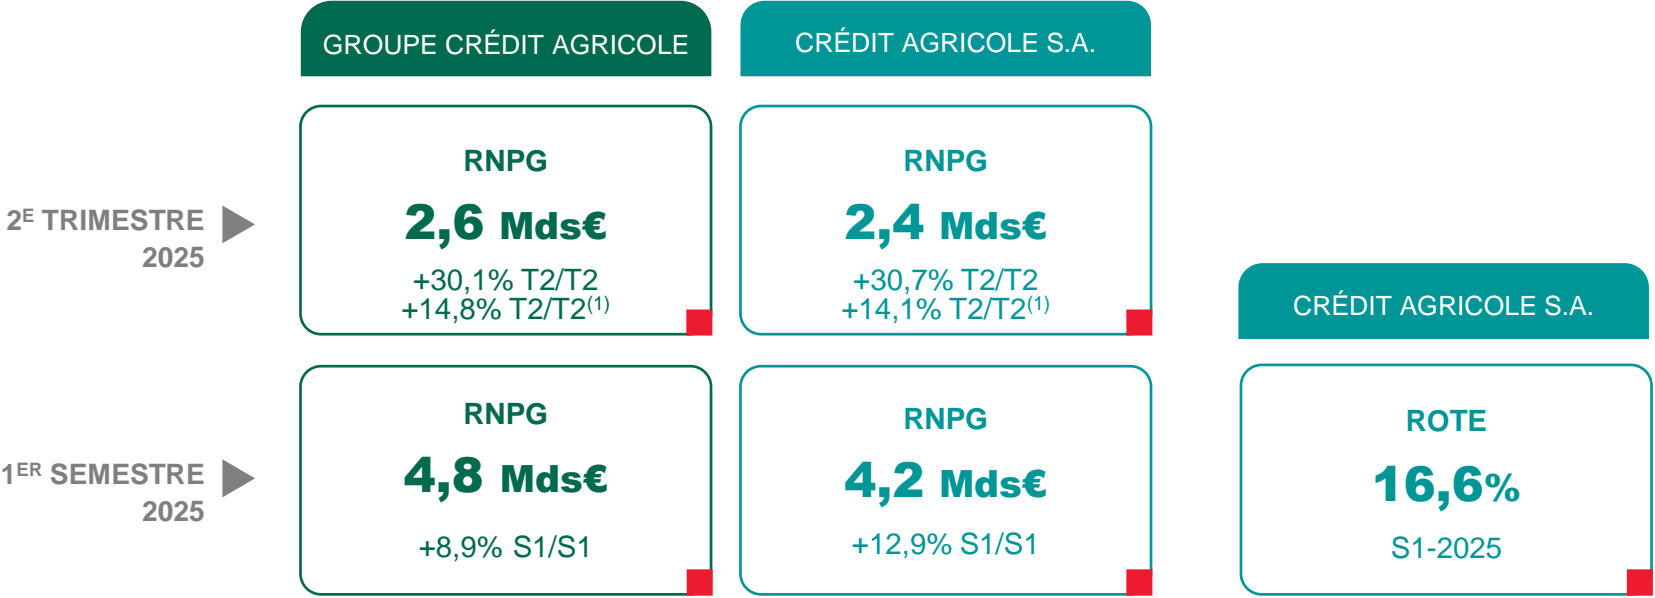 GROUPE CRÉDIT AGRICOLE
CRÉDIT AGRICOLE S.A.
2E TRIMESTRE
2025
RNPG
2,6 Mds€
+30,1% T2/T2
+14,8% T2/T2(1)
RNPG
2,4 Mds€
+30,7% T2/T2
+14,1% T2/T2(1)
1ER SEMESTRE
2025
RNPG
4,8 Mds€
+8,9% S1/S1
RNPG
4,2 Mds€
+12,9% S1/S1
CRÉDIT AGRICOLE S.A.
ROTE
16,6%
S1-2025